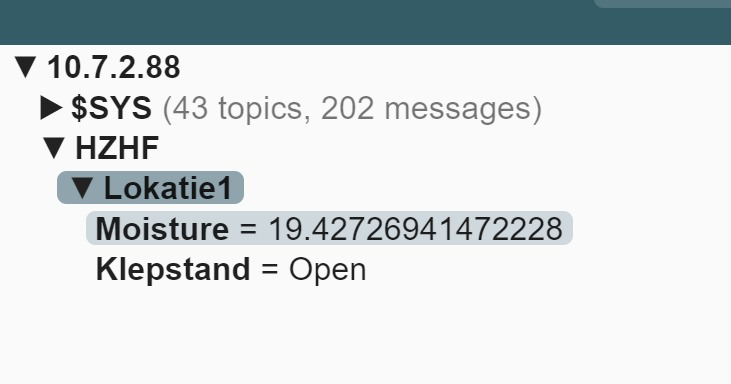 ▼ 10.7.2.88
▶ $SYS (43 topics, 202 messages)
▼ HZHF
▼ Lokatie1
Moisture = 19.42726941472228
Klepstand = Open